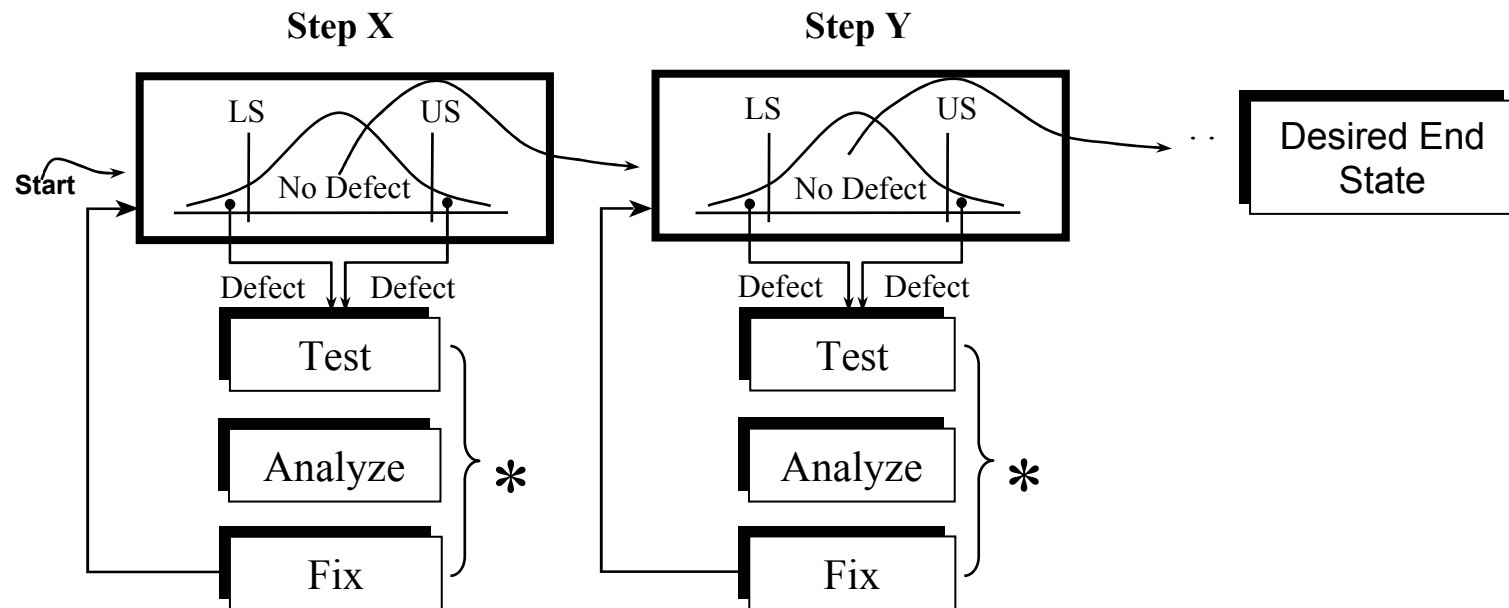 Step X
Step Y
LS
US
No Defect
LS
US
No Defect
. .
Desired End
State
Start
Defect
Defect
Defect
Defect
Test
Test
Analyze
*
Analyze
*
Fix
Fix